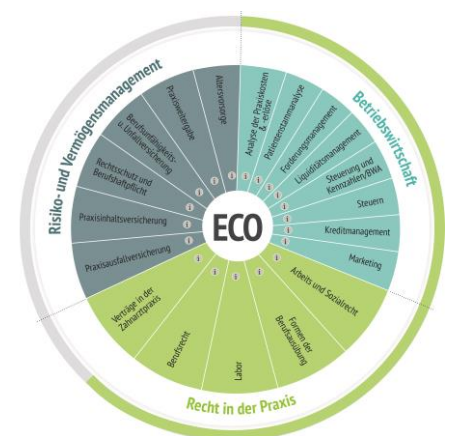 Risiko- und Vermögensmanagement
Praxisausfallversicherung
Praxisinhaltsversicherung
Rechtsschutz und
Berufshaftpflicht
Berufsunfähigkeits-
u. Unfallversicherung
Praxisweitergabe
Altersvorsorge
Betriebswirtschaft
Analyse der Praxiskosten
& -erlöse
Patientenstammanalyse
Forderungsmanagement
Liquiditätsmanagement
Steuerung und
Kennzahlen/BWA
Steuern
Kreditmanagement
Marketing
ECO
Arbeits und Sozialrecht
Formen der
Berufsausübung
Labor
Berufsrecht
Verträge in der
Zahnarztpraxis
Recht in der Praxis